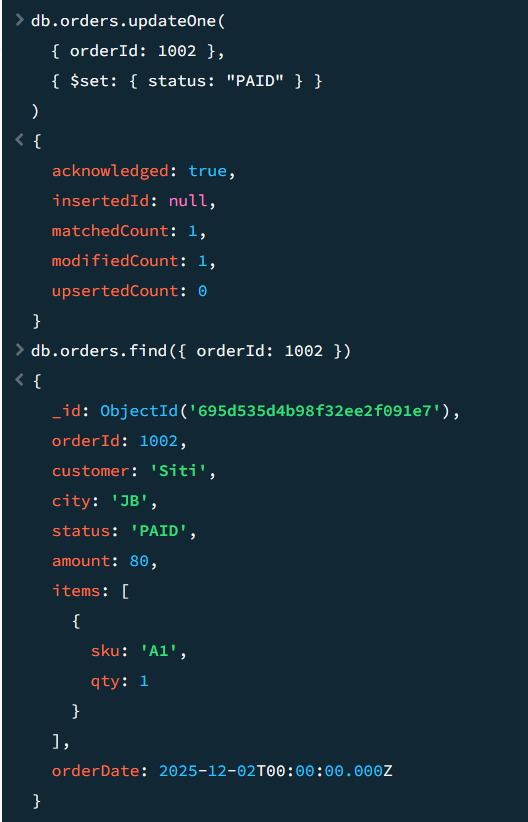 > db.orders.updateOne(
{ orderId: 1002 },
{ $set: { status: "PAID" } }
)
< {
acknowledged: true,
insertedId: null,
matchedCount: 1,
modifiedCount: 1,
upsertedCount: 0
}
> db.orders.find({ orderId: 1002 })
< {
_id: ObjectId('695d535d4b98f32ee2f091e7'),
orderId: 1002,
customer: 'Siti',
city: 'JB',
status: 'PAID',
amount: 80,
items: [
{
sku: 'A1',
qty: 1
}
],
orderDate: 2025-12-02T00:00:00.000Z
}